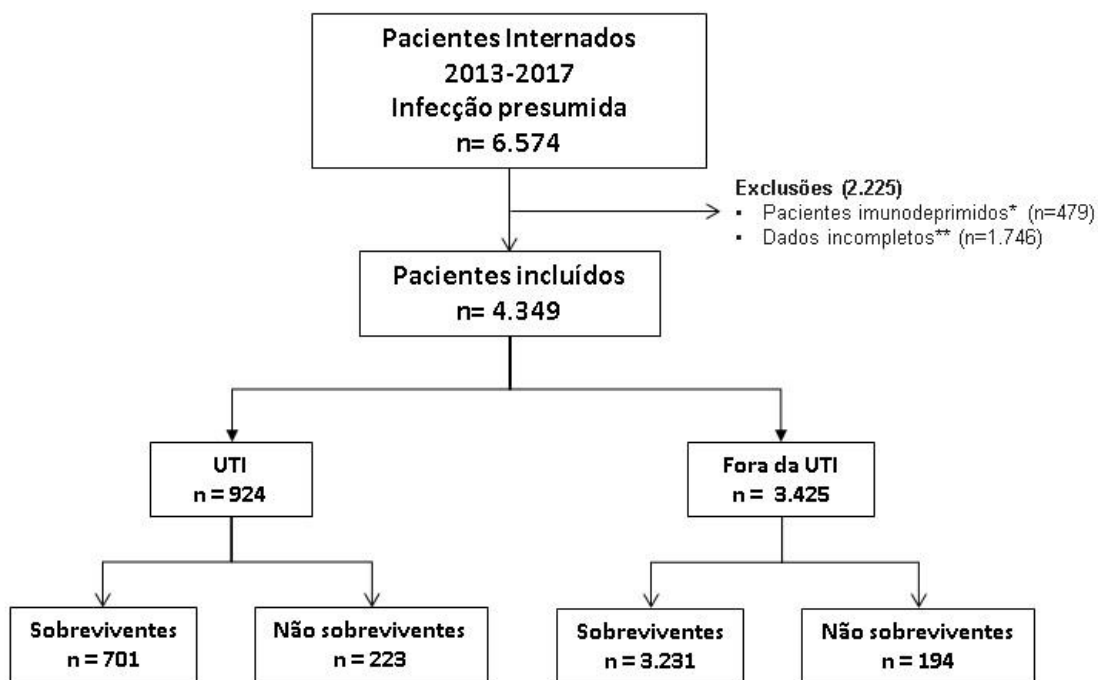 Pacientes Internados
2013-2017
Infecção presumida
n= 6.574
Exclusões (2.225)
▪ Pacientes imunodeprimidos* (n=479)
▪ Dados incompletos** (n=1.746)
Pacientes incluídos
n= 4.349
UTI
n = 924
Fora da UTI
n = 3.425
Sobreviventes
n = 701
Não sobreviventes
n = 223
Sobreviventes
n = 3.231
Não sobreviventes
n = 194